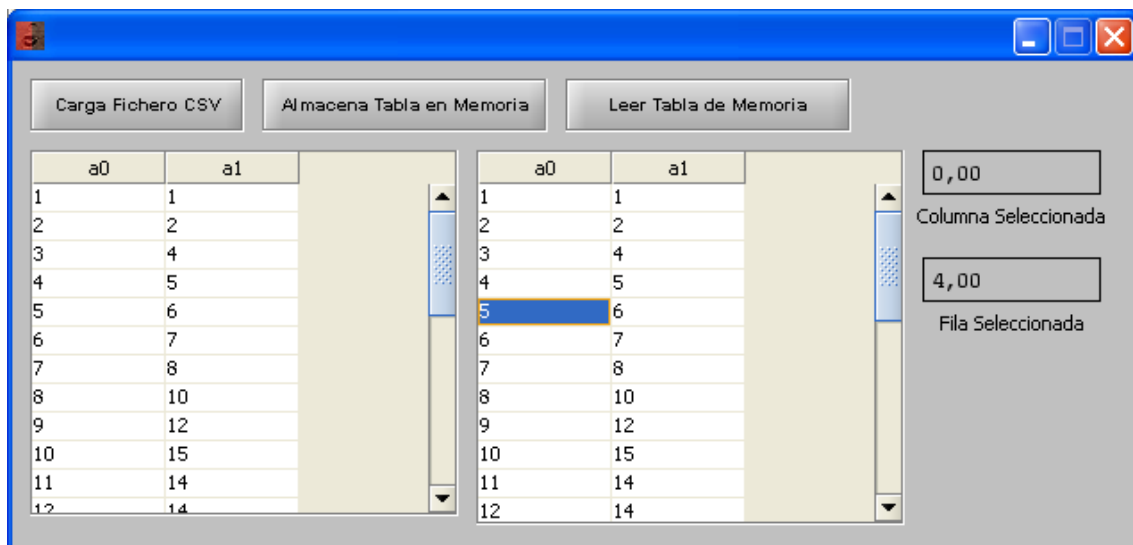 Carga Fichero CSV Almacena Tabla en Memoria Leer Tabla de Memoria
a0 a1 a0 a1 0,00
1 1 1 1
2 2 2 2 Columna Seleccionada
3 4 3 4
4 5 4 5 4,00
5 6 5 6 Fila Seleccionada
6 7 6 7
7 8 7 8
8 10 8 10
9 12 9 12
10 15 10 15
11 14 11 14
12 14 12 14